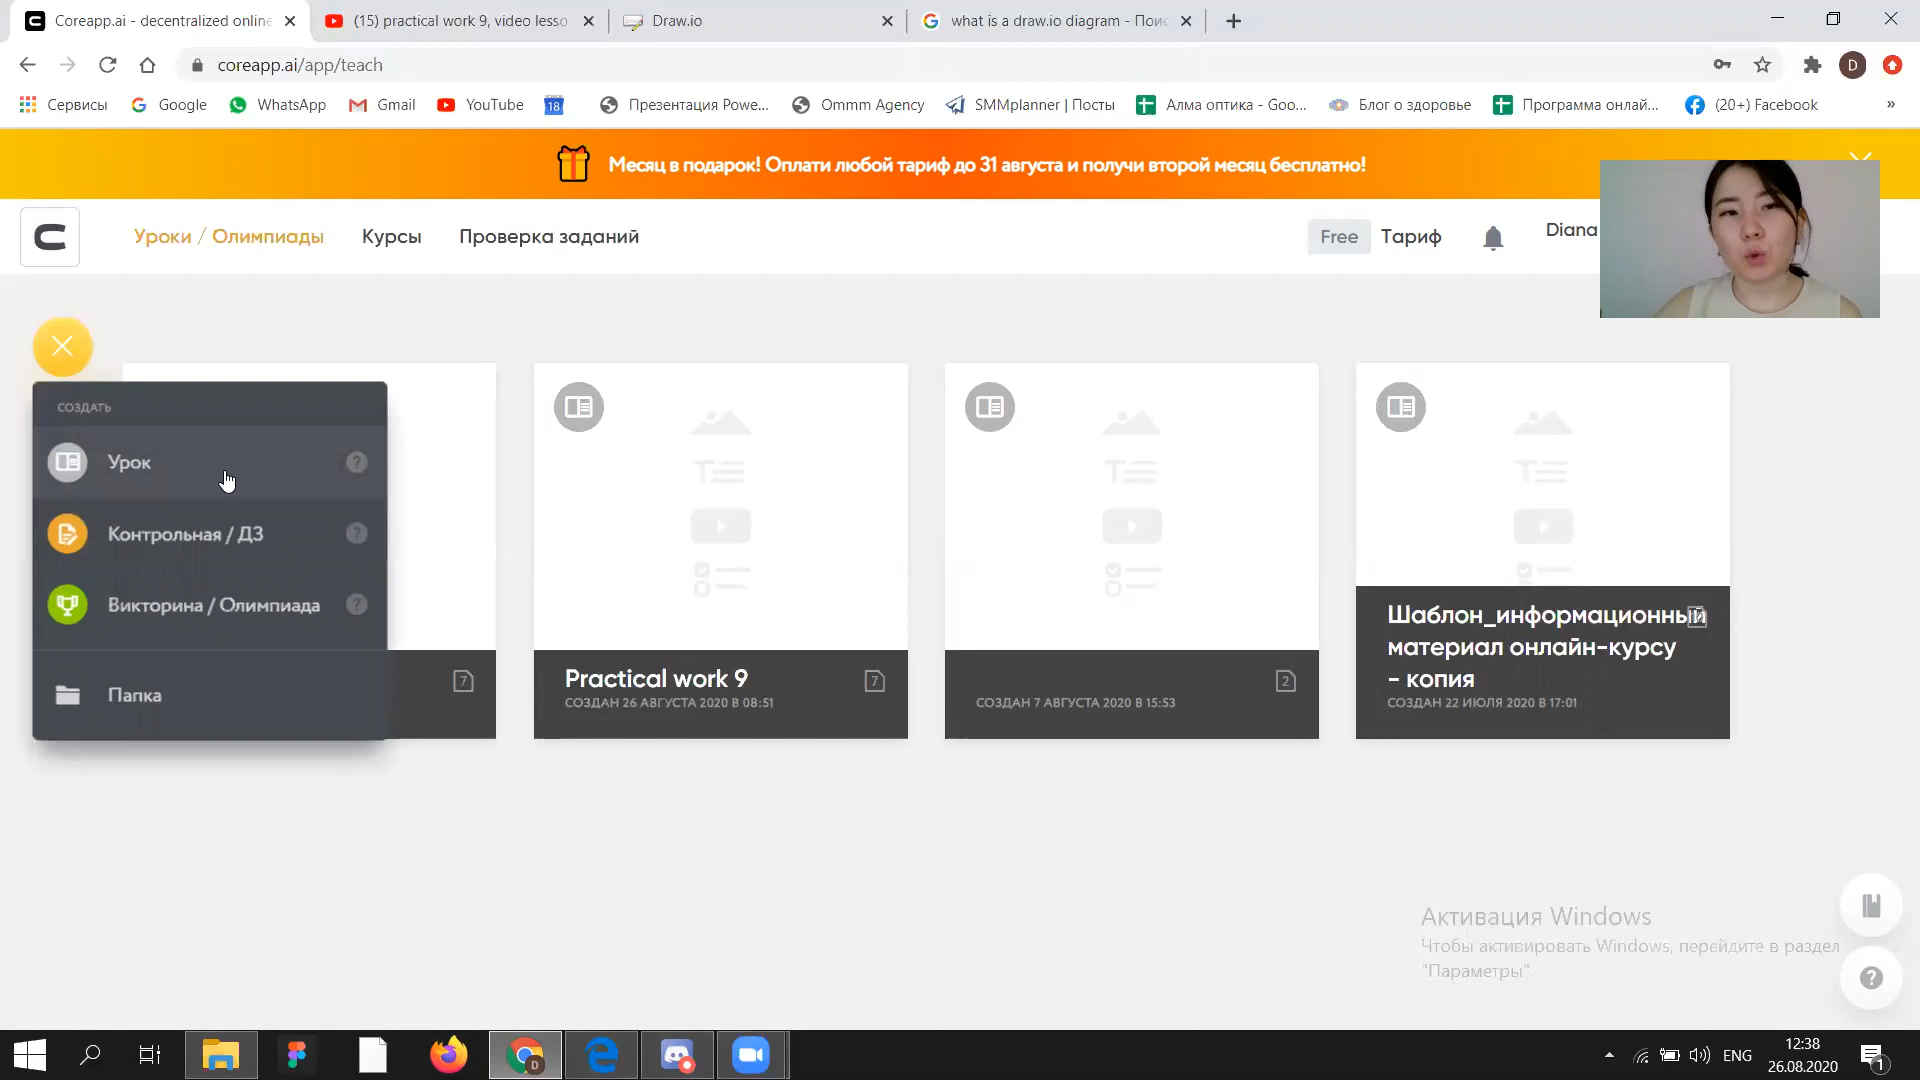 Coreapp.ai - decentralized online
(15) practical work 9, video lesso
Draw.io
what is a draw.io diagram - Пои
coreapp.ai/app/teach
D
Сервисы
Google
WhatsApp
Gmail
YouTube
18
Презентация Powe...
Ommm Agency
SMMplanner | Посты
Алма оптика - Goo...
Блог о здоровье
Программа онлай...
(20+) Facebook
»
Месяц в подарок! Оплати любой тариф до 31 августа и получи второй месяц бесплатно!
Уроки / Олимпиады
Курсы
Проверка заданий
Free
Тариф
Diana
СОЗДАТЬ
Урок
?
Контрольная / ДЗ
?
Викторина / Олимпиада
?
Папка
7
Practical work 9
7
СОЗДАН 26 АВГУСТА 2020 В 08:51
2
СОЗДАН 7 АВГУСТА 2020 В 15:53
Шаблон_информационный
материал онлайн-курсу
- копия
СОЗДАН 22 ИЮЛЯ 2020 В 17:01
Активация Windows
Чтобы активировать Windows, перейдите в раздел
"Параметры".
?
D
ENG
12:38
26.08.2020
1